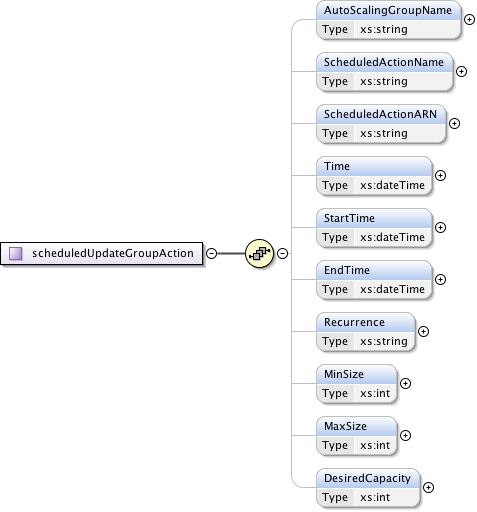 AutoScalingGroupName
Type xs:string
ScheduledActionName
Type xs:string
ScheduledActionARN
Type xs:string
Time
Type xs:dateTime
StartTime
Type xs:dateTime
scheduledUpdateGroupAction
EndTime
Type xs:dateTime
Recurrence
Type xs:string
MinSize
Type xs:int
MaxSize
Type xs:int
DesiredCapacity
Type xs:int